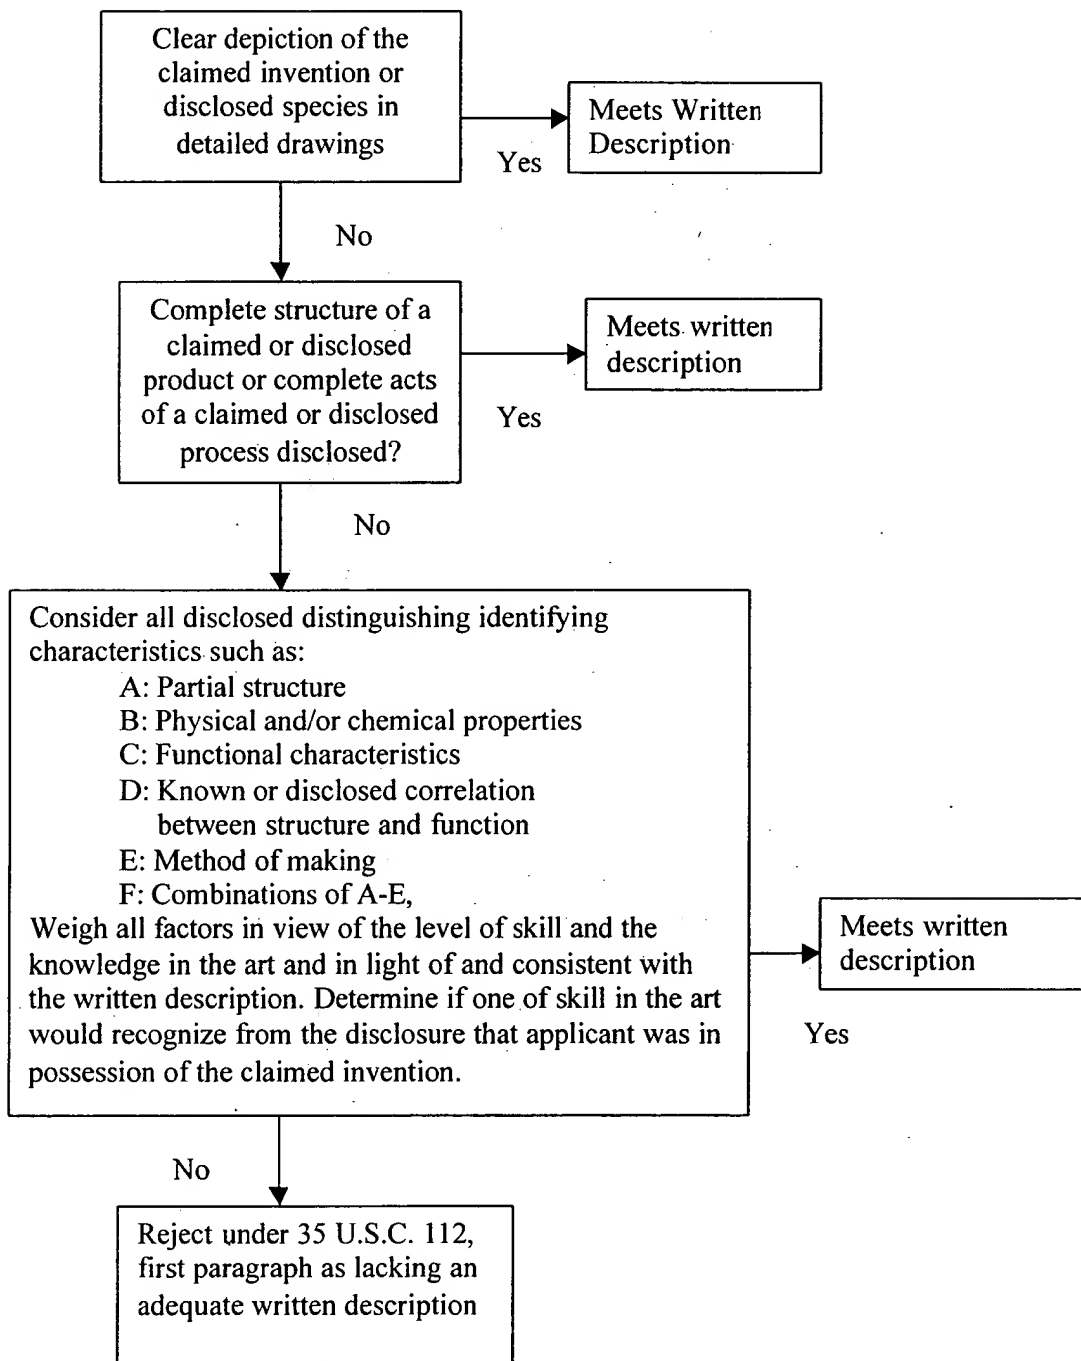 Clear depiction of the
claimed invention or
disclosed species in
detailed drawings
Meets Written
Description
Yes
No
Complete structure of a
claimed or disclosed
product or complete acts
of a claimed or disclosed
process disclosed?
Meets written
description
Yes
No
Consider all disclosed distinguishing identifying
characteristics such as:
A: Partial structure
B: Physical and/or chemical properties
C: Functional characteristics
D: Known or disclosed correlation
between structure and function
E: Method of making
F: Combinations of A-E,
Weigh all factors in view of the level of skill and the
knowledge in the art and in light of and consistent with
the written description. Determine if one of skill in the art
would recognize from the disclosure that applicant was in
possession of the claimed invention.
Meets written
description
Yes
No
Reject under 35 U.S.C. 112,
first paragraph as lacking an
adequate written description